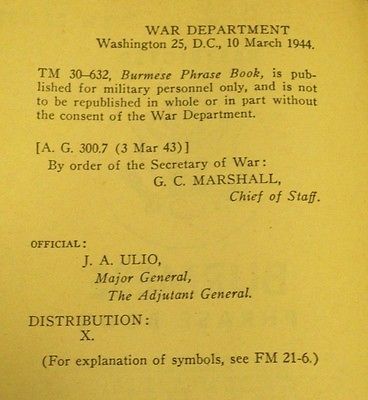 WAR DEPARTMENT
Washington 25, D.C., 10 March 1944.
TM 30–632, Burmese Phrase Book, is pub-
lished for military personnel only, and is not
to be republished in whole or in part without
the consent of the War Department.
[A. G. 300.7 (3 Mar 43)]
By order of the Secretary of War:
G. C. MARSHALL,
Chief of Staff.
OFFICIAL:
J. A. ULIO,
Major General,
The Adjutant General.
DISTRIBUTION:
X.
(For explanation of symbols, see FM 21-6.)